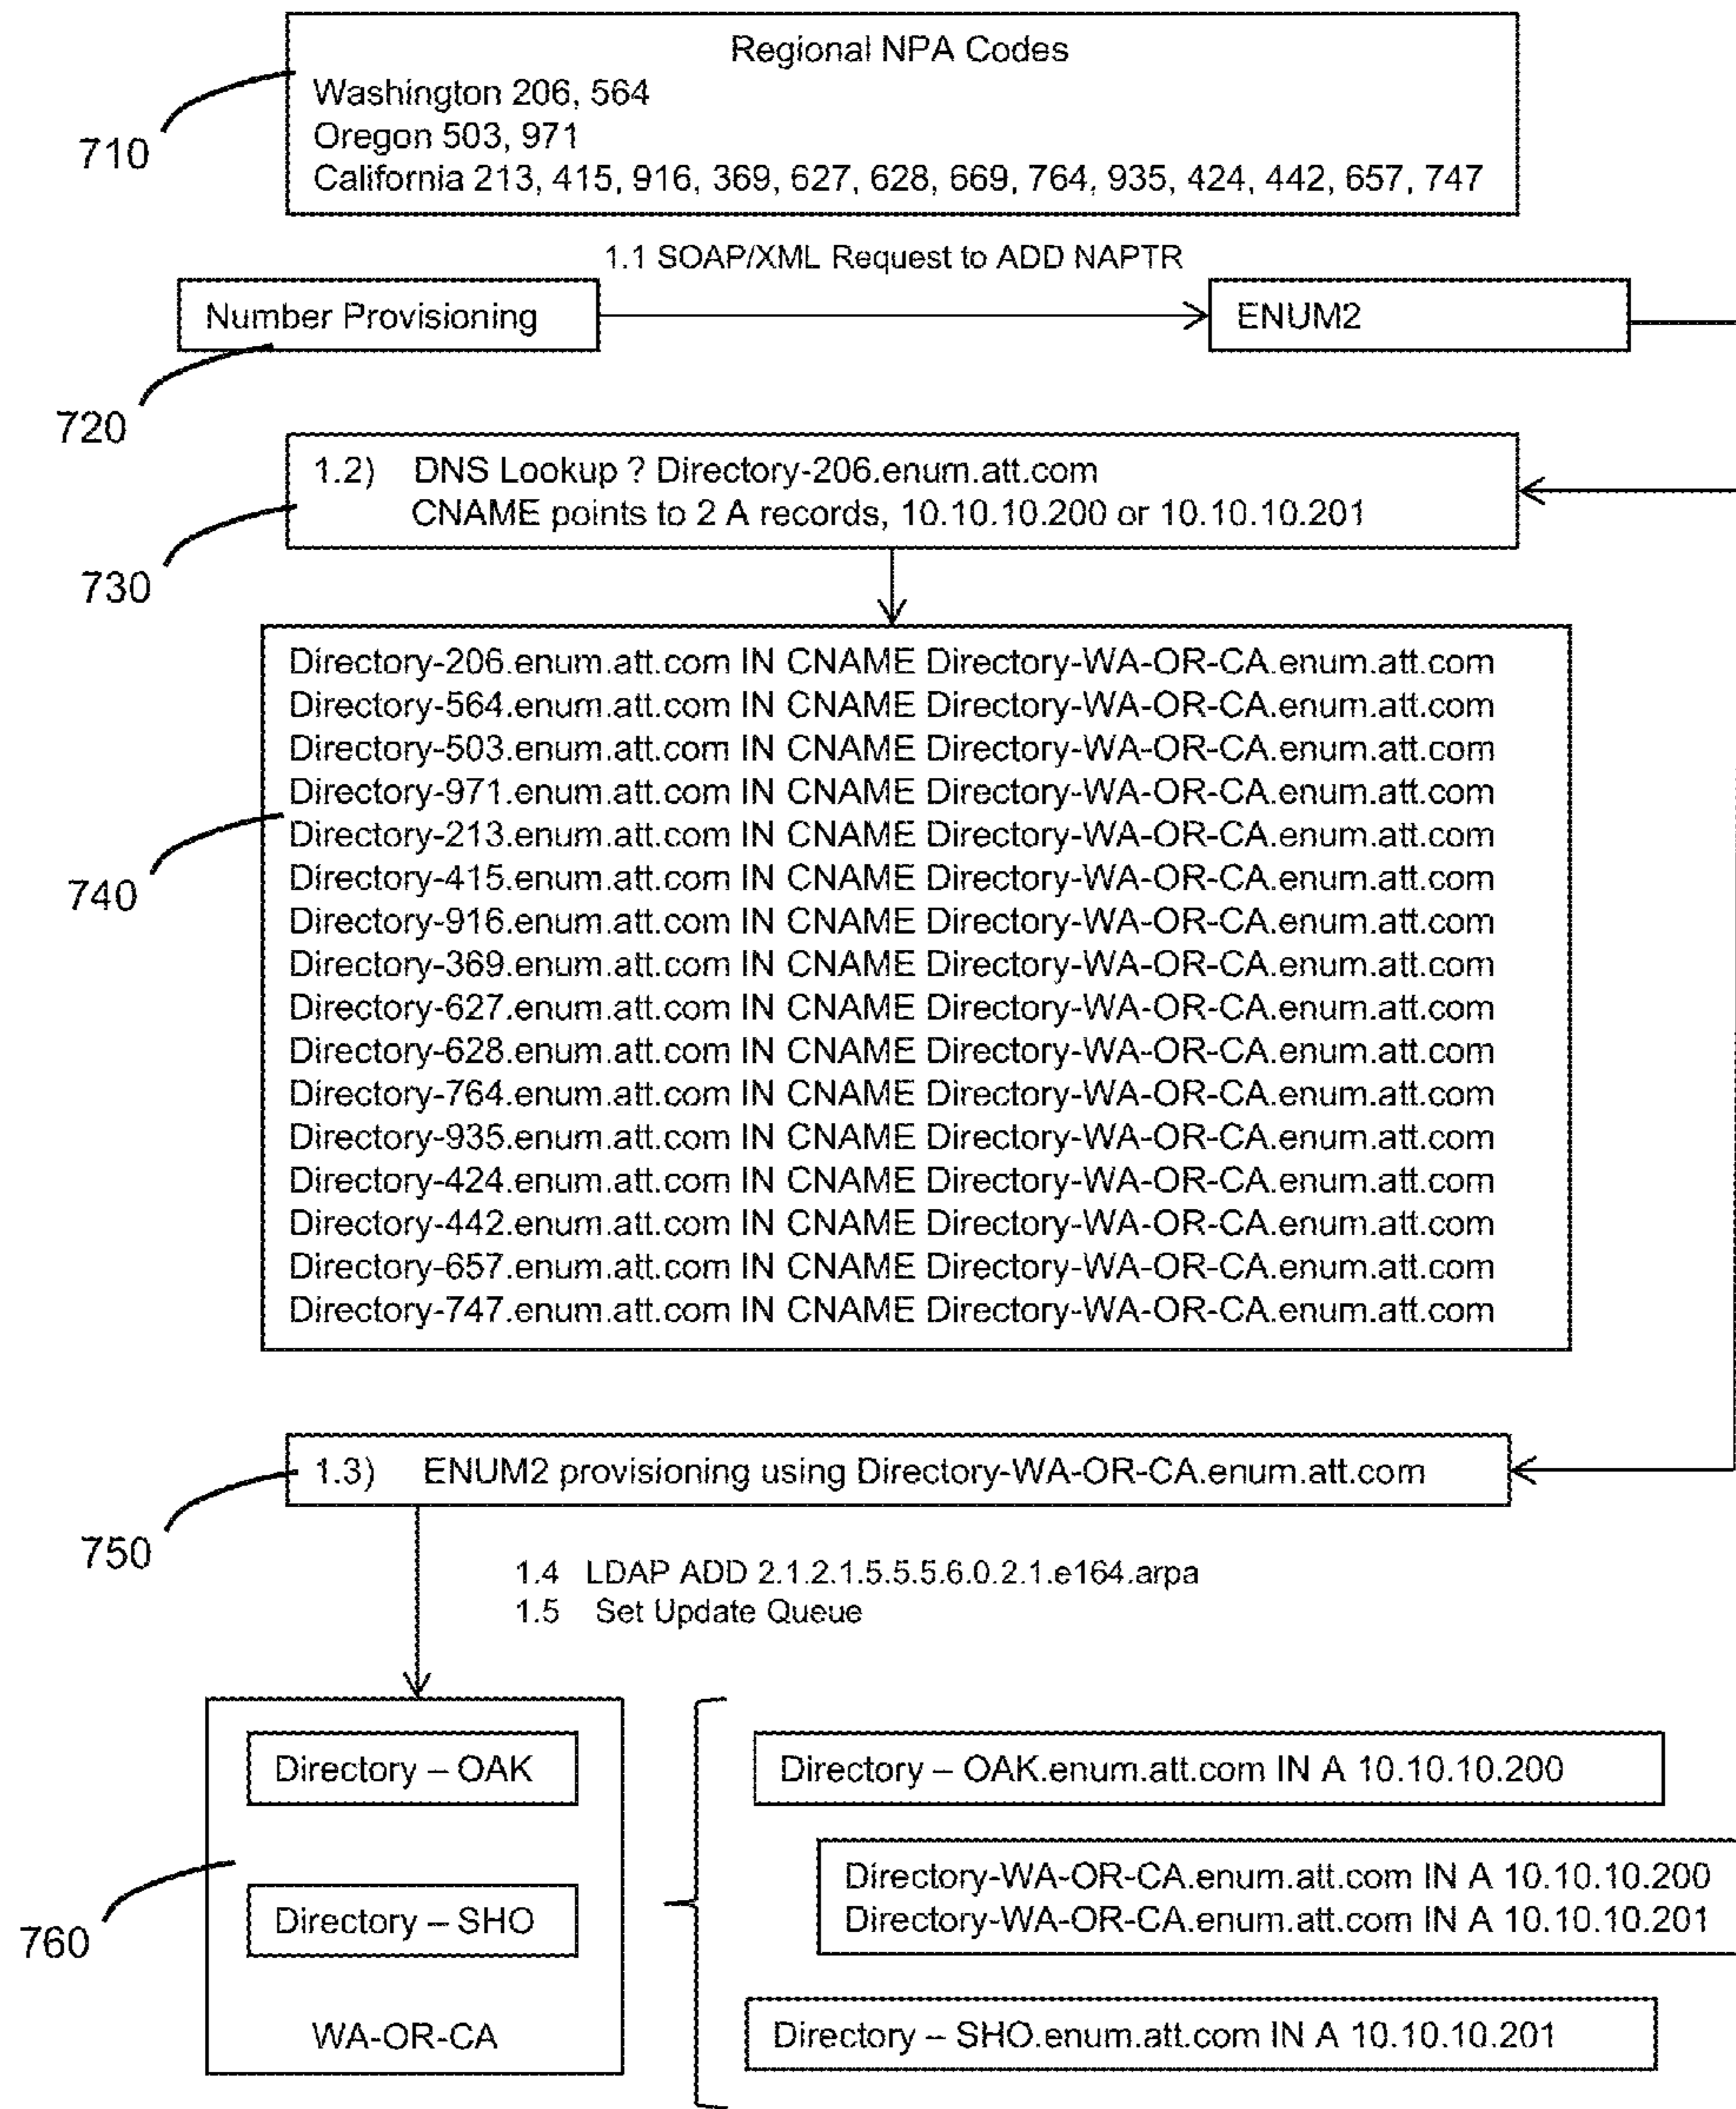 Regional NPA Codes
Washington 206, 564
Oregon 503, 971
California 213, 415, 916, 369, 627, 628, 669, 764, 935, 424, 442, 657, 747
710
1.1 SOAP/XML Request to ADD NAPTR
Number Provisioning
ENUM2
720
1.2) DNS Lookup ? Directory-206.enum.att.com
CNAME points to 2 A records, 10.10.10.200 or 10.10.10.201
730
Directory-206.enum.att.com IN CNAME Directory-WA-OR-CA.enum.att.com
Directory-564.enum.att.com IN CNAME Directory-WA-OR-CA.enum.att.com
Directory-503.enum.att.com IN CNAME Directory-WA-OR-CA.enum.att.com
Directory-971.enum.att.com IN CNAME Directory-WA-OR-CA.enum.att.com
Directory-213.enum.att.com IN CNAME Directory-WA-OR-CA.enum.att.com
Directory-415.enum.att.com IN CNAME Directory-WA-OR-CA.enum.att.com
Directory-916.enum.att.com IN CNAME Directory-WA-OR-CA.enum.att.com
Directory-369.enum.att.com IN CNAME Directory-WA-OR-CA.enum.att.com
Directory-627.enum.att.com IN CNAME Directory-WA-OR-CA.enum.att.com
Directory-628.enum.att.com IN CNAME Directory-WA-OR-CA.enum.att.com
Directory-764.enum.att.com IN CNAME Directory-WA-OR-CA.enum.att.com
Directory-935.enum.att.com IN CNAME Directory-WA-OR-CA.enum.att.com
Directory-424.enum.att.com IN CNAME Directory-WA-OR-CA.enum.att.com
Directory-442.enum.att.com IN CNAME Directory-WA-OR-CA.enum.att.com
Directory-657.enum.att.com IN CNAME Directory-WA-OR-CA.enum.att.com
Directory-747.enum.att.com IN CNAME Directory-WA-OR-CA.enum.att.com
740
1.3) ENUM2 provisioning using Directory-WA-OR-CA.enum.att.com
750
1.4 LDAP ADD 2.1.2.1.5.5.5.6.0.2.1.e164.arpa
1.5 Set Update Queue
Directory – OAK
Directory – SHO
WA-OR-CA
760
Directory – OAK.enum.att.com IN A 10.10.10.200
Directory-WA-OR-CA.enum.att.com IN A 10.10.10.200
Directory-WA-OR-CA.enum.att.com IN A 10.10.10.201
Directory – SHO.enum.att.com IN A 10.10.10.201